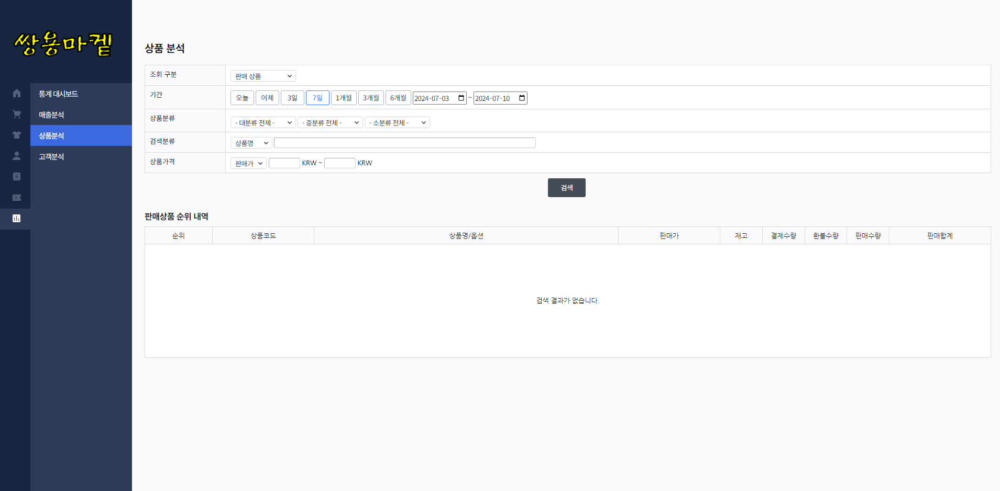 쌍용마켙
통계 대시보드
매출분석
상품분석
고객분석
상품 분석
조회 구분 판매 상품
기간 오늘 어제 3일 7일 1개월 3개월 6개월 2024-07-03 ~ 2024-07-10
상품분류 - 대분류 전체 - - 중분류 전체 - - 소분류 전체 -
검색분류 상품명
상품가격 판매가 KRW ~ KRW
검색
판매상품 순위 내역
순위 상품코드 상품명/옵션 판매가 재고 결제수량 환불수량 판매수량 판매합계
검색 결과가 없습니다.